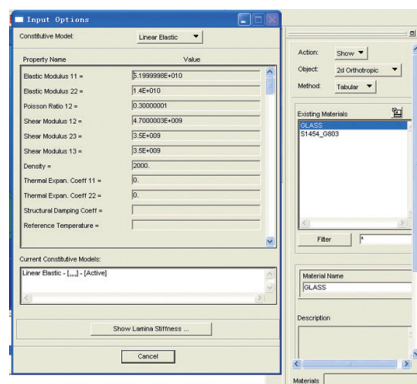 Input Options
Constitutive Model:
Linear Elastic
Property Name
Value
Elastic Modulus 11 =
5.1999998E+010
Elastic Modulus 22 =
1.4E+010
Poisson Ratio 12 =
0.30000001
Shear Modulus 12 =
4.7000003E+009
Shear Modulus 23 =
3.5E+009
Shear Modulus 13 =
3.5E+009
Density =
2000.
Thermal Expan. Coeff 11 =
0.
Thermal Expan. Coeff 22 =
0.
Structural Damping Coeff =
Reference Temperature =
Current Constitutive Models:
Linear Elastic - [,,,,] - [Active]
Show Lamina Stiffness ...
Cancel
Action:
Show
Object:
2d Orthotropic
Method:
Tabular
Existing Materials
GLASS
S1454_G803
Filter
*
Material Name
GLASS
Description
Materials